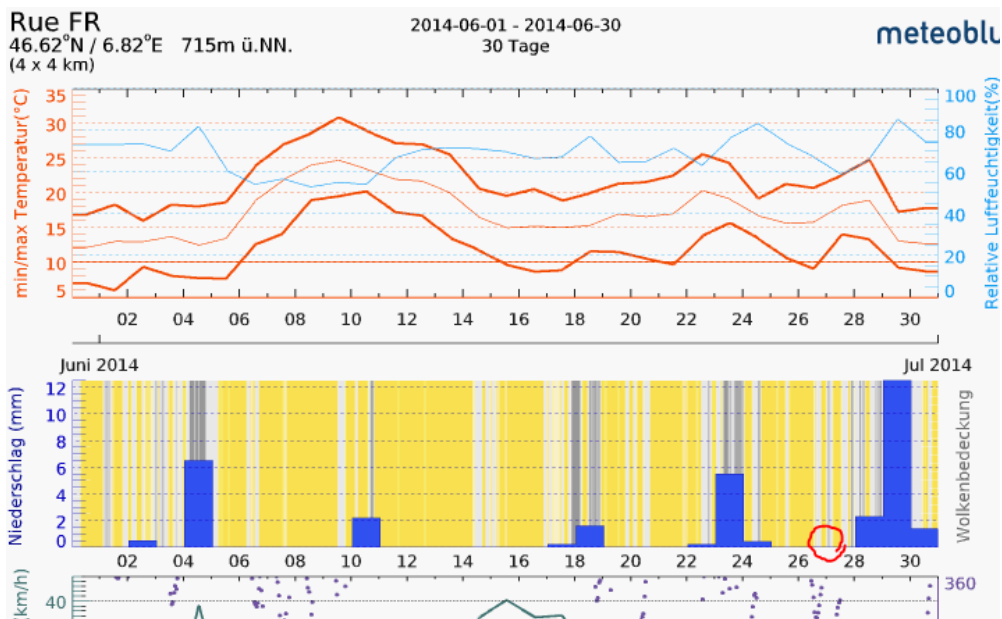 Rue FR
2014-06-01 - 2014-06-30
meteoblu
46.62°N / 6.82°E 715m ü.NN.
30 Tage
(4 x 4 km)
min/max Temperatur(°C)
35
30
25
20
15
10
5
100
80
60
40
20
0
Relative Luftfeuchtigkeit(%)
02 04 06 08 10 12 14 16 18 20 22 24 26 28 30
Juni 2014
Jul 2014
Niederschlag (mm)
12
10
8
6
4
2
0
Wolkenbedeckung
02 04 06 08 10 12 14 16 18 20 22 24 26 28 30
(km/h)
40
360